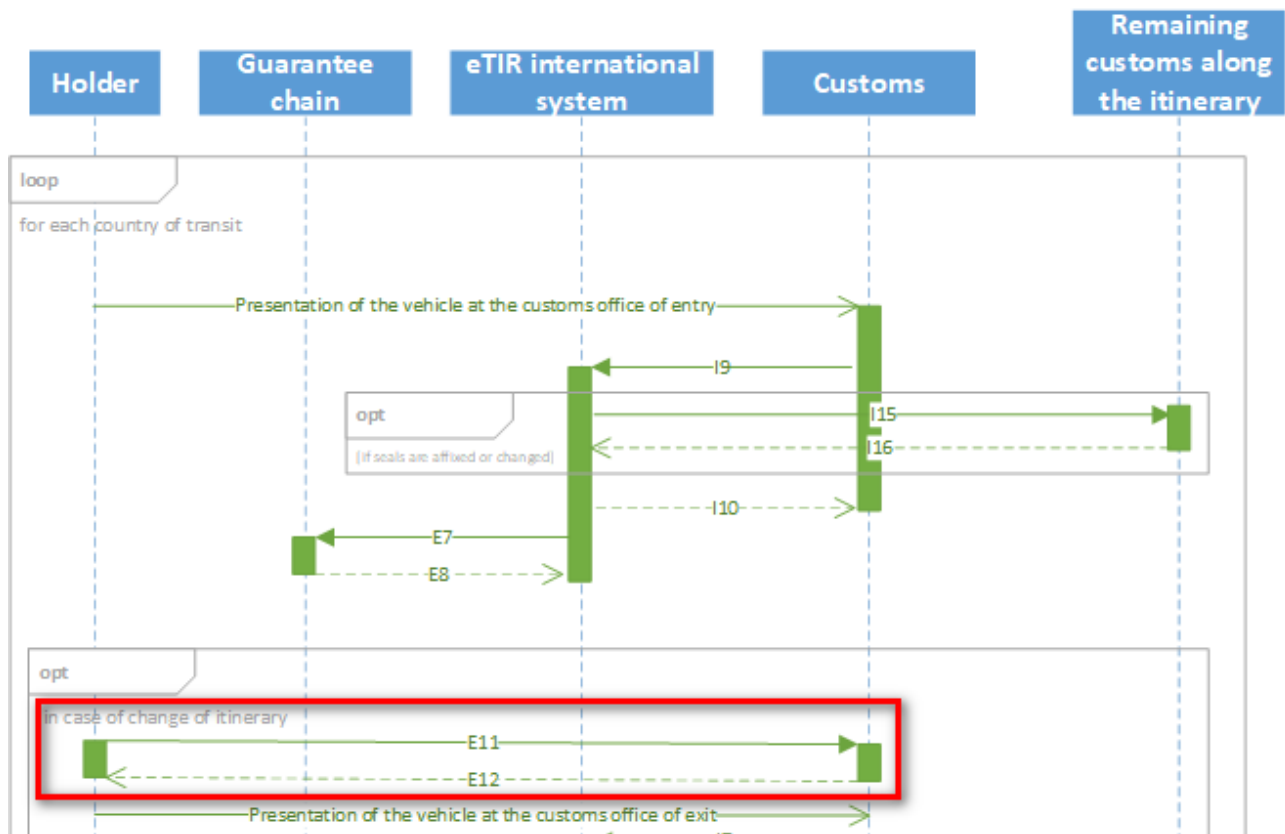 Holder
Guarantee
chain
eTIR international
system
Customs
Remaining
customs along
the itinerary
loop
for each country of transit
Presentation of the vehicle at the customs office of entry
I9
opt
I15
(If seals are affixed or changed)
I16
I10
E7
E8
opt
in case of change of itinerary
E11
E12
Presentation of the vehicle at the customs office of exit